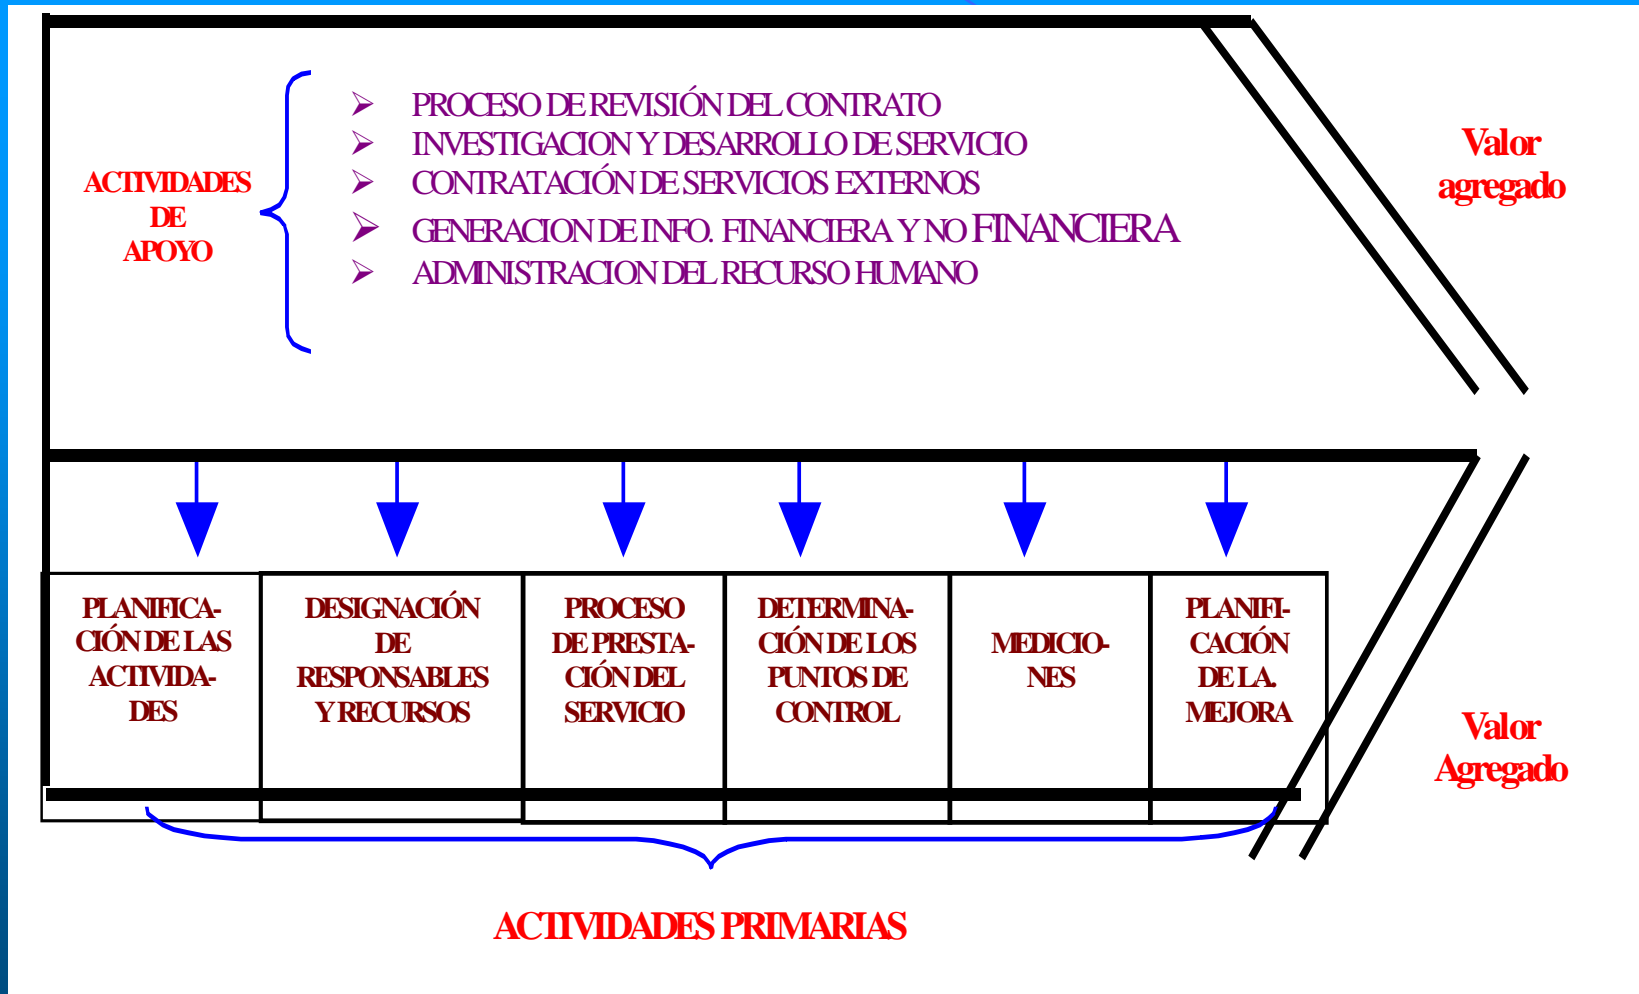 PROCESO DE REVISIÓN DEL CONTRATO
INVESTIGACION Y DESARROLLO DE SERVICIO
CONTRATACIÓN DE SERVICIOS EXTERNOS
GENERACION DE INFO. FINANCIERA Y NO FINANCIERA
ADMINISTRACION DEL RECURSO HUMANO
ACTIVIDADES
DE
APOYO
Valor
agregado
PLANIFICA-
CIÓN DE LAS
ACTIVIDA-
DES
DESIGNACIÓN
DE
RESPONSABLES
Y RECURSOS
PROCESO
DE PRESTA-
CIÓN DEL
SERVICIO
DETERMINA-
CIÓN DE LOS
PUNTOS DE
CONTROL
MEDICIO-
NES
PLANIFI-
CACIÓN
DE LA.
MEJORA
Valor
Agregado
ACTIVIDADES PRIMARIAS